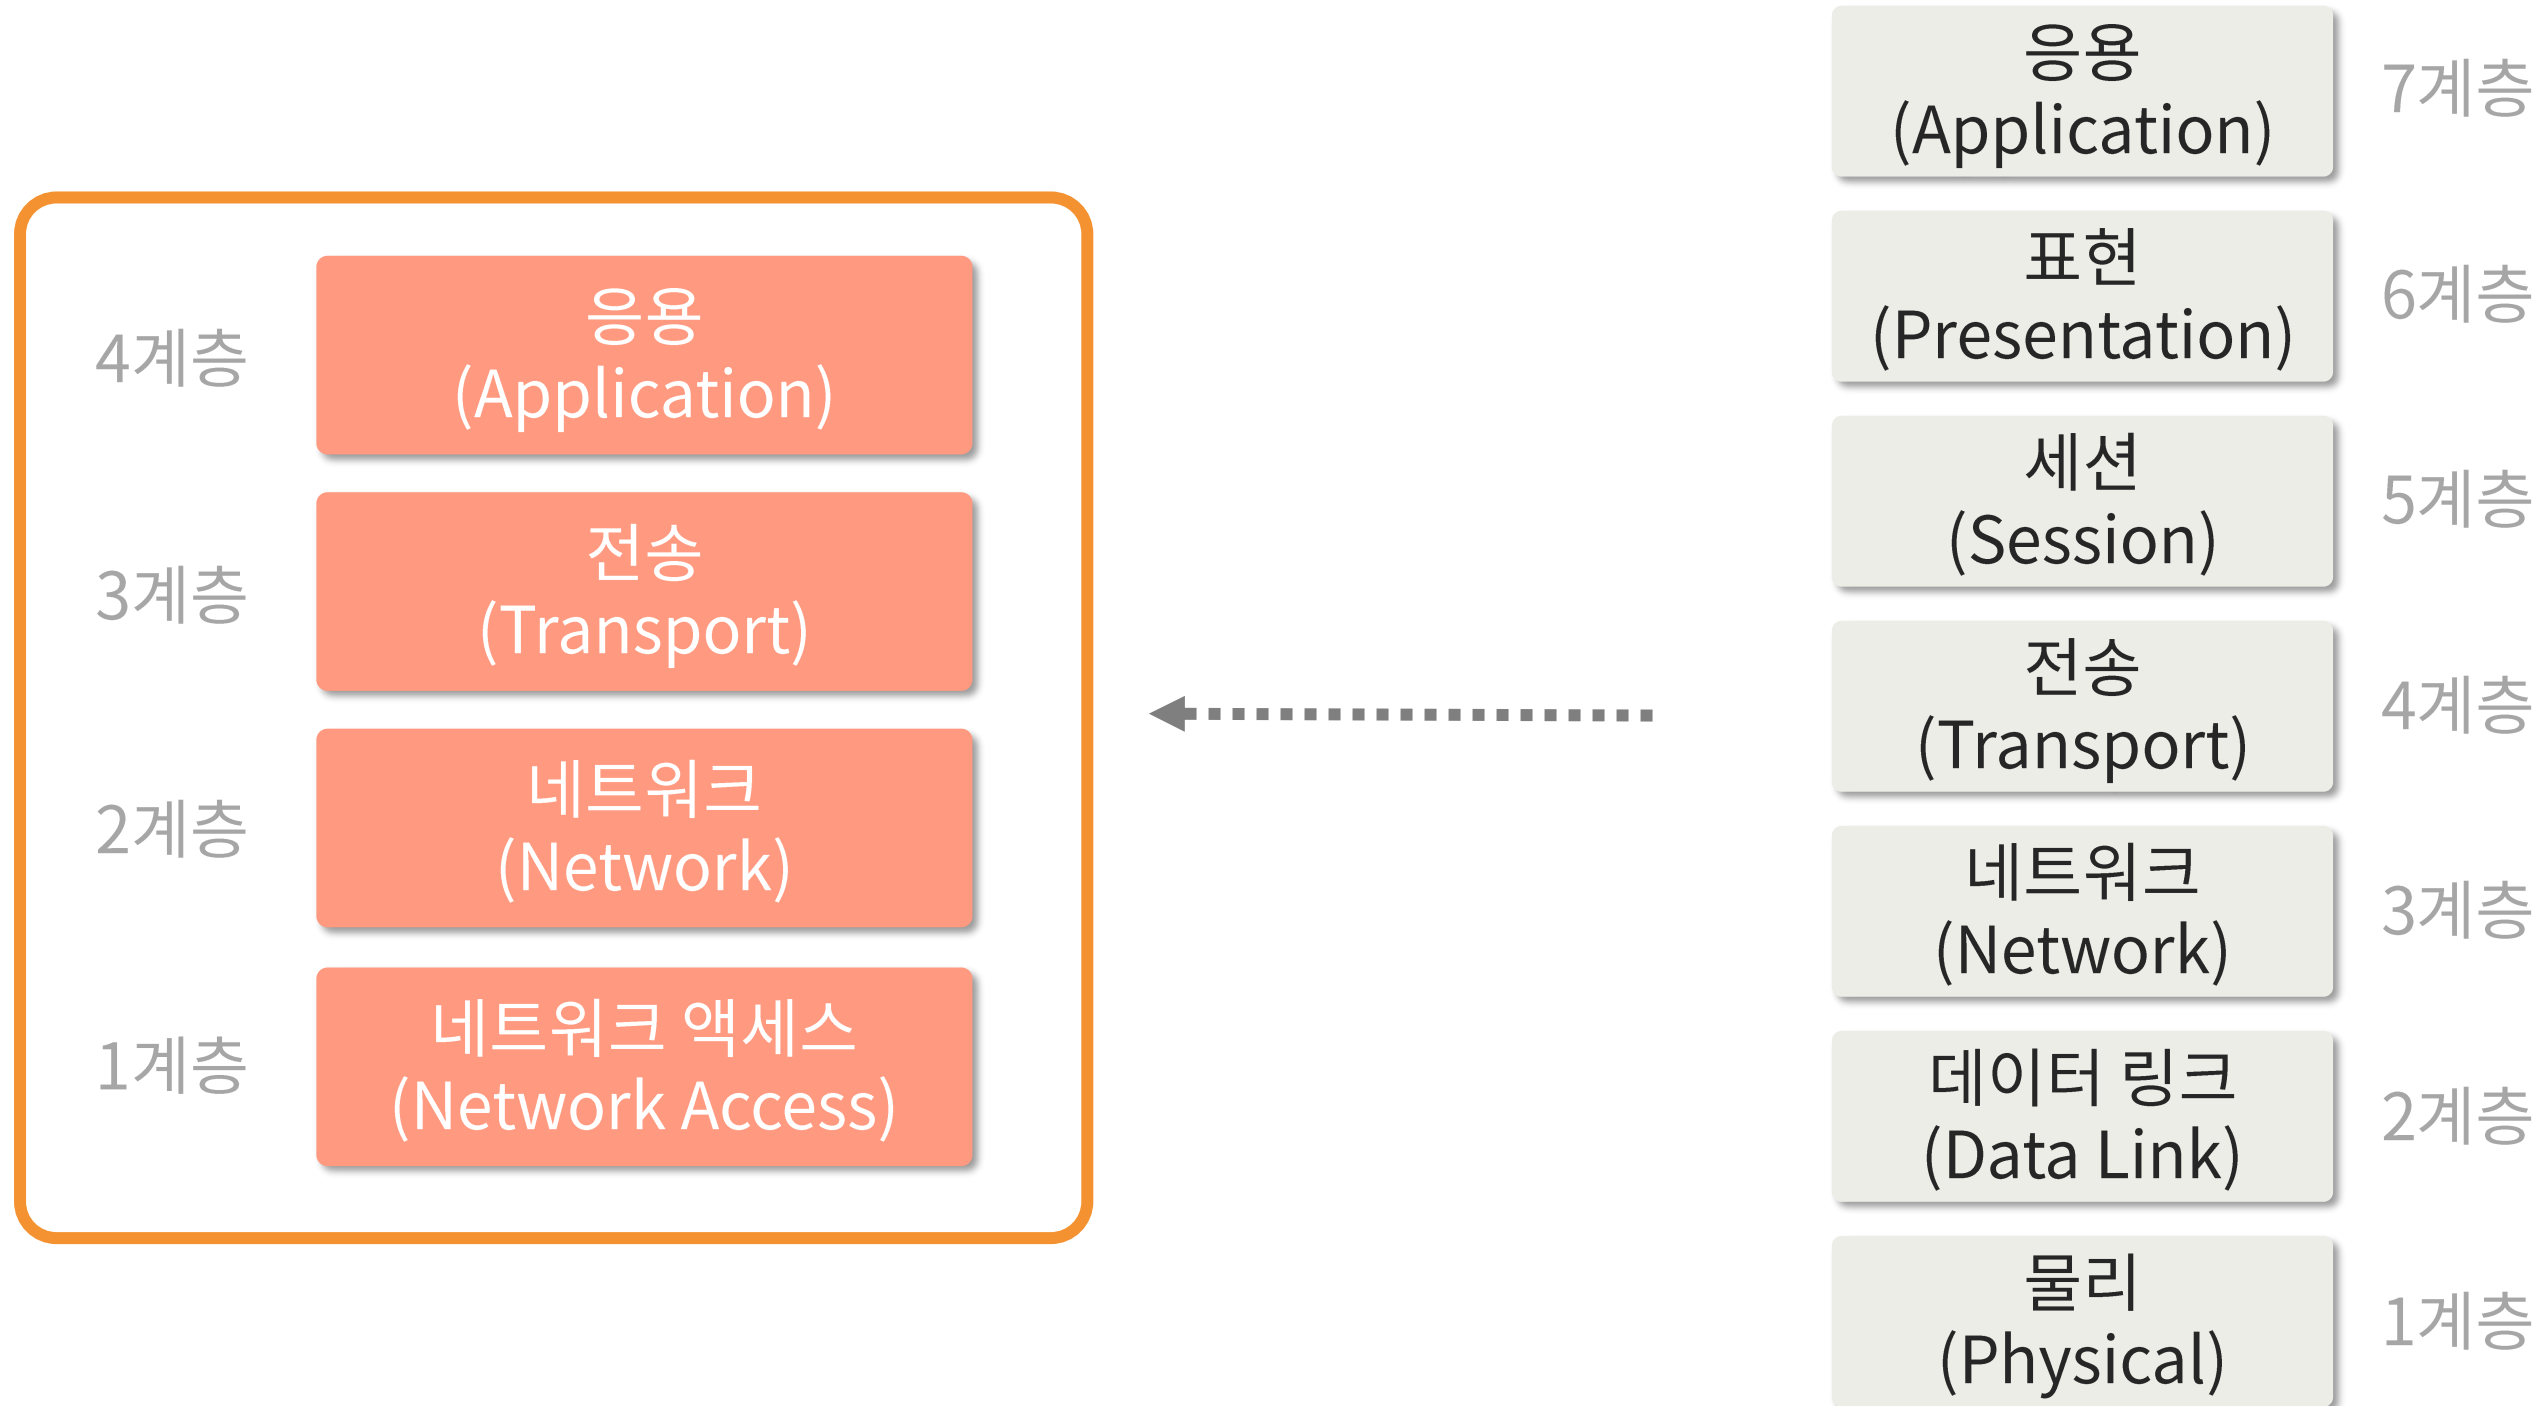 4계층
응용
(Application)
3계층
전송
(Transport)
2계층
네트워크
(Network)
1계층
네트워크 액세스
(Network Access)
응용
(Application)
7계층
표현
(Presentation)
6계층
세션
(Session)
5계층
전송
(Transport)
4계층
네트워크
(Network)
3계층
데이터 링크
(Data Link)
2계층
물리
(Physical)
1계층